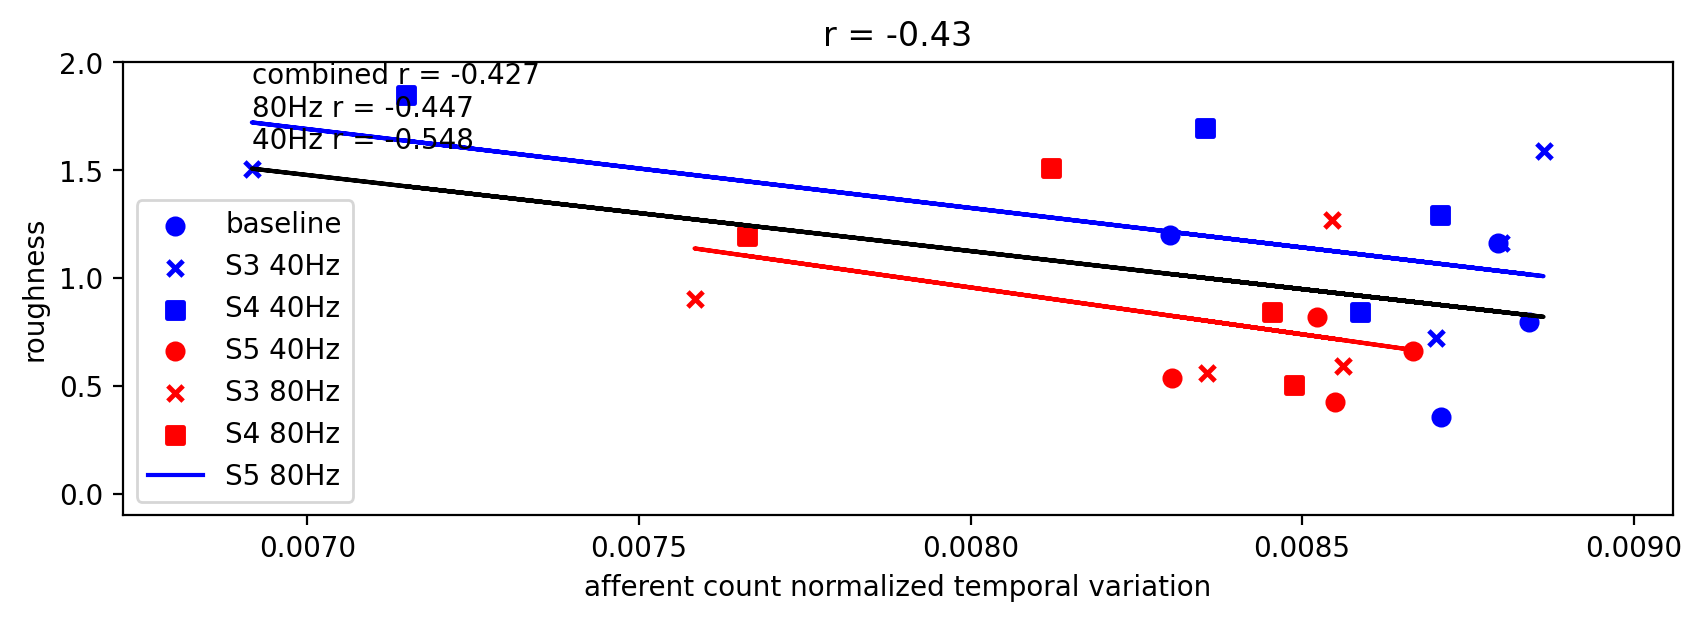 r = -0.43
combined r = -0.427
80Hz r = -0.447
40Hz r = -0.548
2.0
1.5
1.0
0.5
0.0
roughness
baseline
S3 40Hz
S4 40Hz
S5 40Hz
S3 80Hz
S4 80Hz
S5 80Hz
0.0070 0.0075 0.0080 0.0085 0.0090
afferent count normalized temporal variation